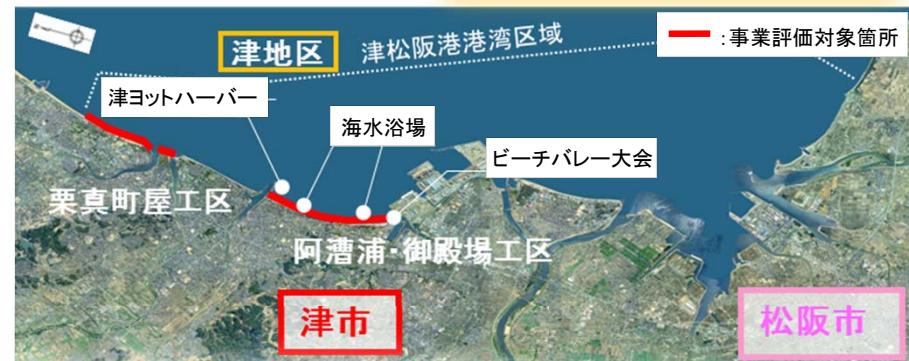 津地区
津松阪港港湾区域
:事業評価対象箇所
津ヨットハーバー
海水浴場
ビーチバレー大会
栗真町屋工区
阿漕浦・御殿場工区
津市
松阪市